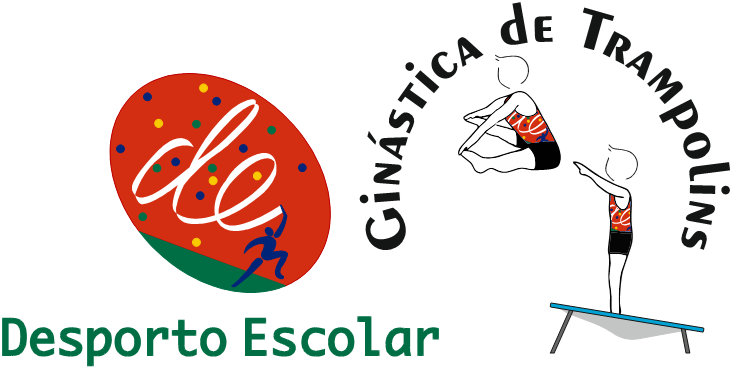 Ginástica de Trampolins
de
Desporto Escolar